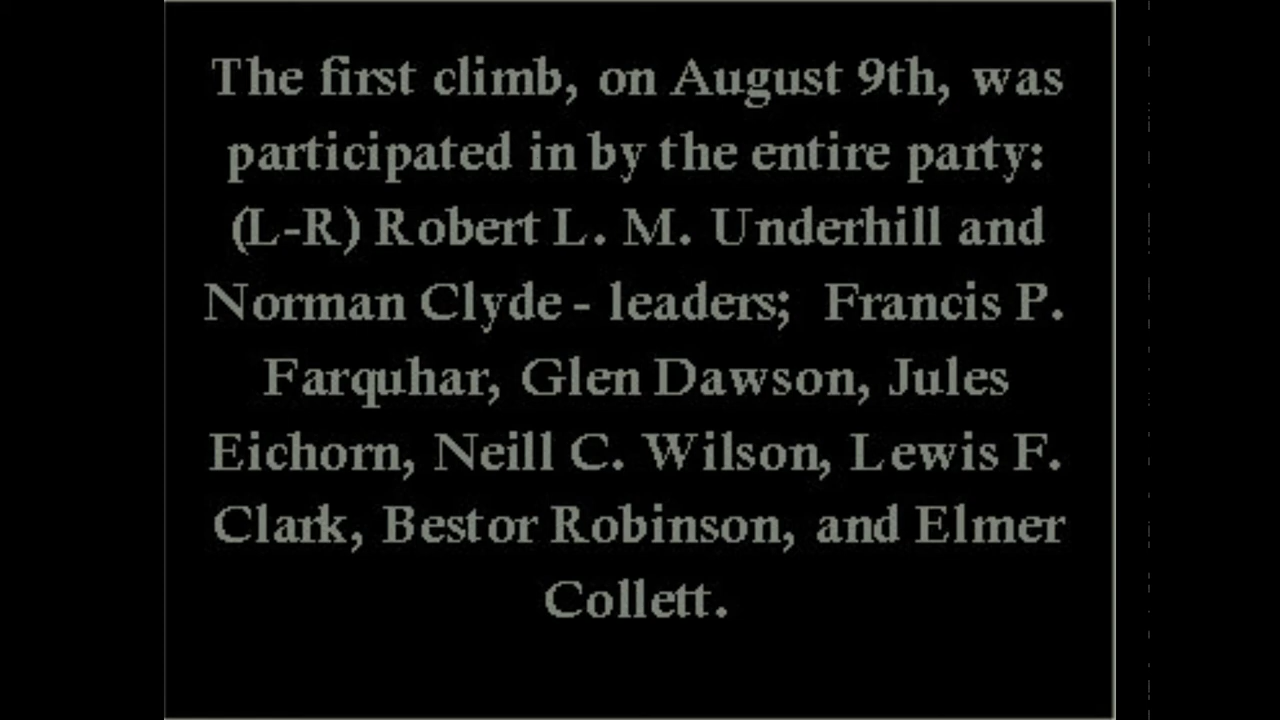 The first climb, on August 9th, was
participated in by the entire party:
(L-R) Robert L. M. Underhill and
Norman Clyde - leaders; Francis P.
Farquhar, Glen Dawson, Jules
Eichorn, Neill C. Wilson, Lewis F.
Clark, Bestor Robinson, and Elmer
Collett.